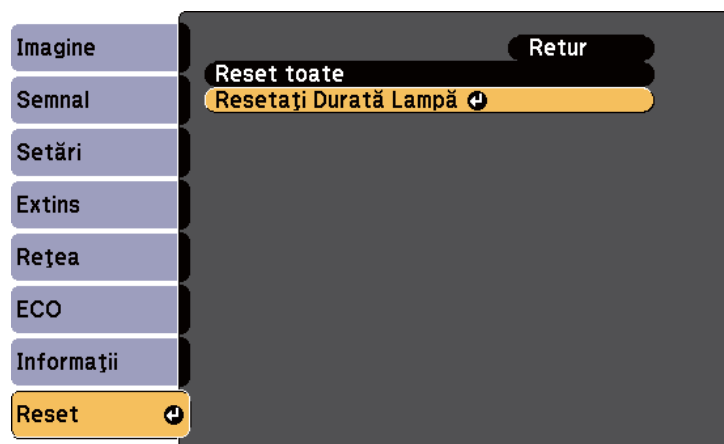 Imagine
Semnal
Setări
Extins
Reţea
ECO
Informaţii
Reset
Retur
Reset toate
Resetaţi Durată Lampă